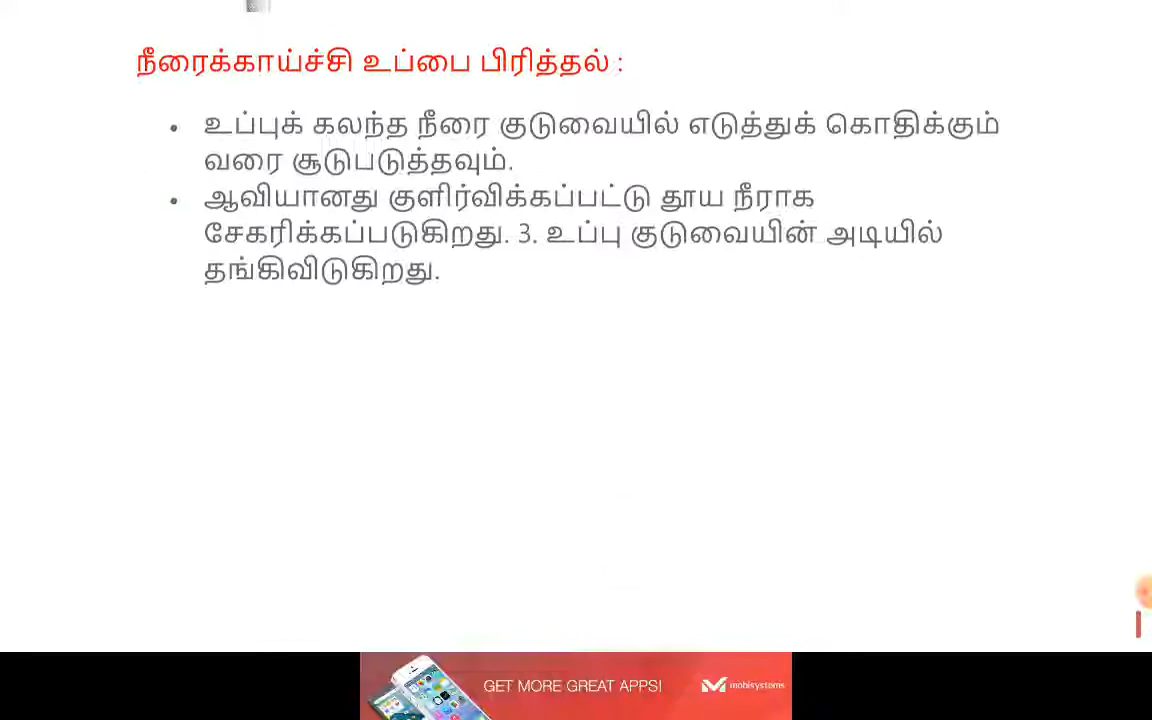 நீரைக்காய்ச்சி உப்பை பிரித்தல் :
• உப்புக் கலந்த நீரை குடுவையில் எடுத்துக் கொதிக்கும்
வரை சூடுபடுத்தவும்.
• ஆவியானது குளிர்விக்கப்பட்டு தூய நீராக
சேகரிக்கப்படுகிறது. 3. உப்பு குடுவையின் அடியில்
தங்கிவிடுகிறது.
GET MORE GREAT APPS!
mobisystems